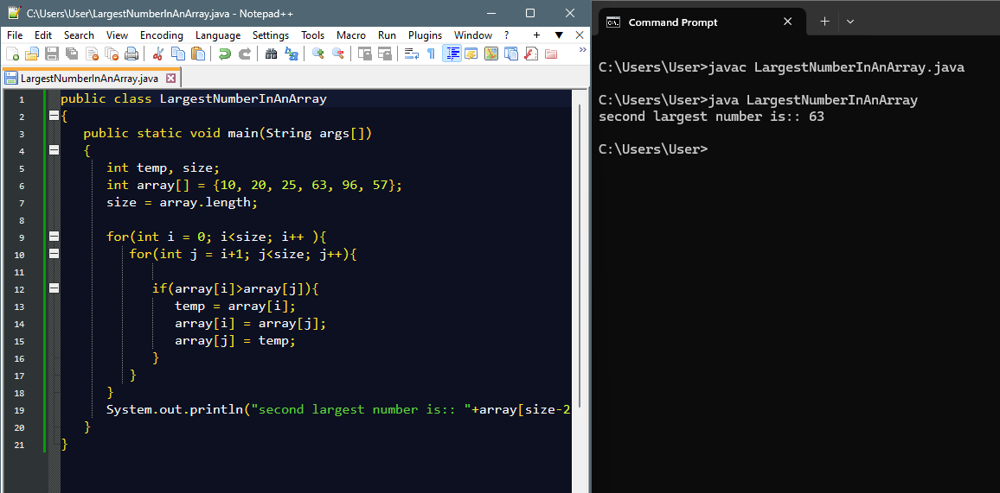 C:\Users\User\LargestNumberInAnArray.java - Notepad++
File Edit Search View Encoding Language Settings Tools Macro Run Plugins Window ? + ▼ ✕
LargestNumberInAnArray.java
1 public class LargestNumberInAnArray
2 {
3 public static void main(String args[])
4 {
5 int temp, size;
6 int array[] = {10, 20, 25, 63, 96, 57};
7 size = array.length;
8
9 for(int i = 0; i<size; i++ ){
10 for(int j = i+1; j<size; j++){
11
12 if(array[i]>array[j]){
13 temp = array[i];
14 array[i] = array[j];
15 array[j] = temp;
16 }
17 }
18 }
19 System.out.println("second largest number is:: "+array[size-2
20 }
21 }
Command Prompt
C:\Users\User>javac LargestNumberInAnArray.java
C:\Users\User>java LargestNumberInAnArray
second largest number is:: 63
C:\Users\User>